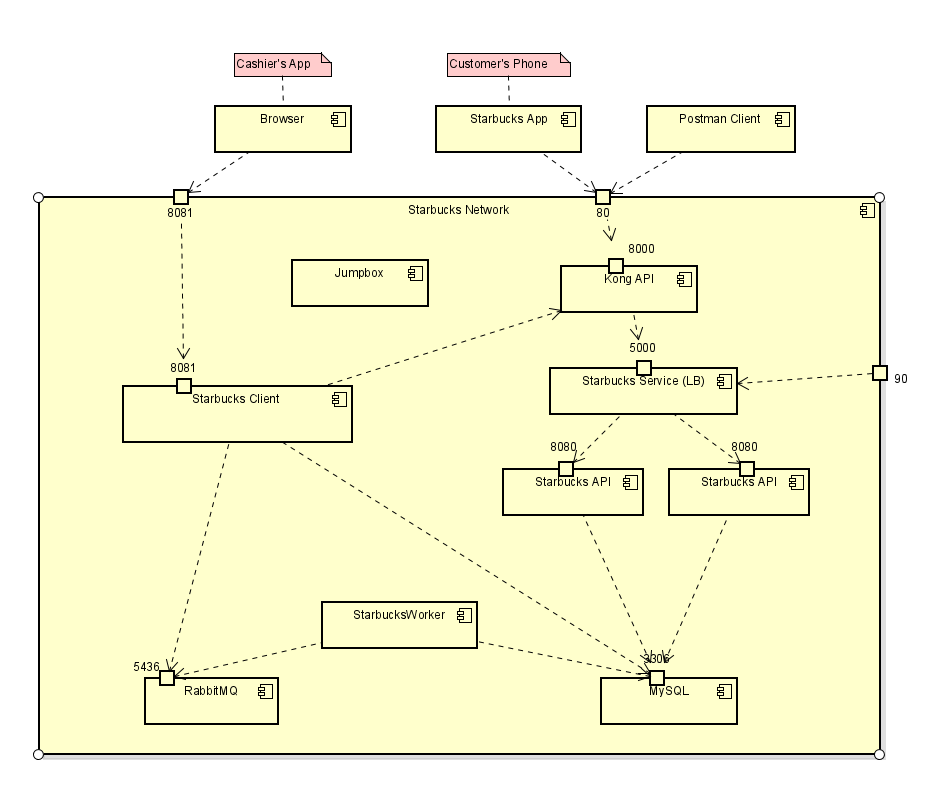 Cashier's App
Customer's Phone
Browser
Starbucks App
Postman Client
8081
Starbucks Network
80
8000
Jumpbox
Kong API
5000
8081
Starbucks Service (LB)
90
Starbucks Client
8080
8080
Starbucks API
Starbucks API
StarbucksWorker
5436
3306
RabbitMQ
MySQL